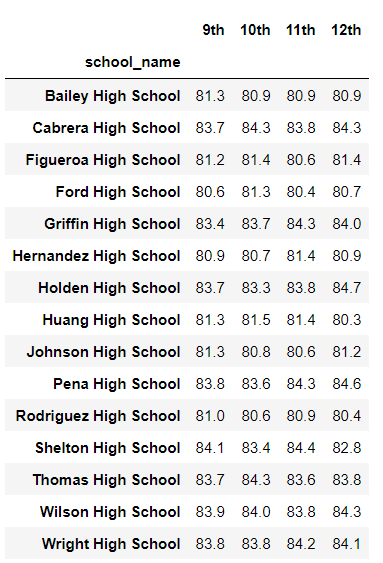 9th 10th 11th 12th
school_name
Bailey High School 81.3 80.9 80.9 80.9
Cabrera High School 83.7 84.3 83.8 84.3
Figueroa High School 81.2 81.4 80.6 81.4
Ford High School 80.6 81.3 80.4 80.7
Griffin High School 83.4 83.7 84.3 84.0
Hernandez High School 80.9 80.7 81.4 80.9
Holden High School 83.7 83.3 83.8 84.7
Huang High School 81.3 81.5 81.4 80.3
Johnson High School 81.3 80.8 80.6 81.2
Pena High School 83.8 83.6 84.3 84.6
Rodriguez High School 81.0 80.6 80.9 80.4
Shelton High School 84.1 83.4 84.4 82.8
Thomas High School 83.7 84.3 83.6 83.8
Wilson High School 83.9 84.0 83.8 84.3
Wright High School 83.8 83.8 84.2 84.1